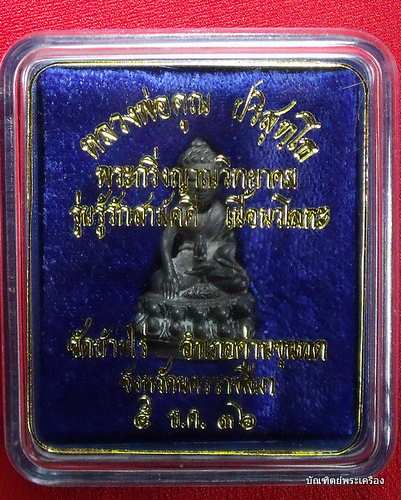 หลวงพ่อคูณ ปริสุทโธ
พระกริ่งญาณวิทยาคม
รุ่นรู้รักสามัคคี เนื้อนวโลหะ
วัดบ้านไร่ อำเภอด่านขุนทด
จังหวัดนครราชสีมา
๕ ธ.ค. ๓๖
บัณฑิตย์พระเครื่อง